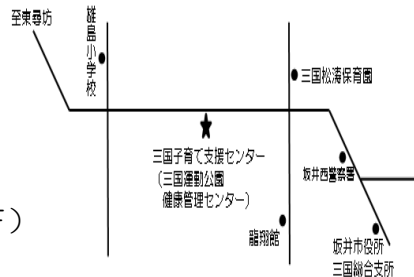 至東尋坊
雄島小学校
三国松涛保育園
三国子育て支援センター
（三国運動公園
健康管理センター）
坂井西警察署
龍翔館
坂井市役所
三国総合支所
）